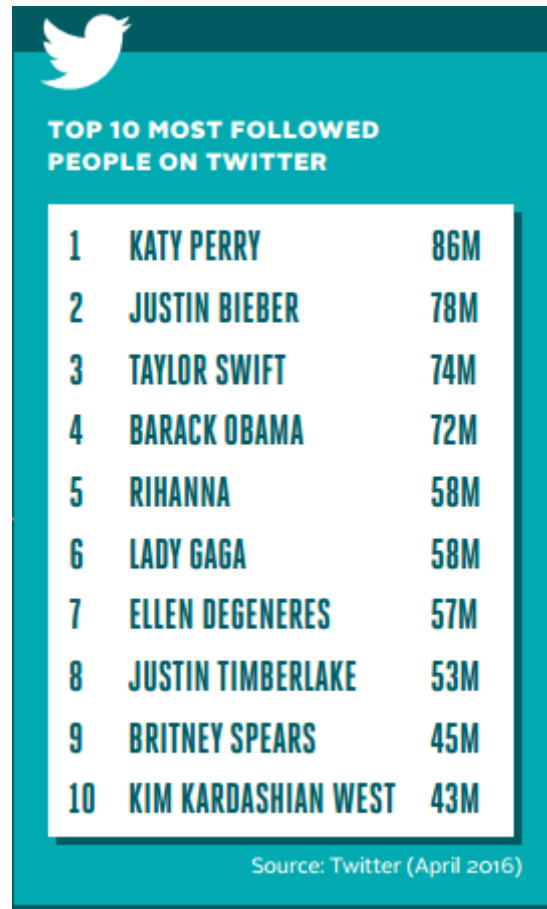 TOP 10 MOST FOLLOWED
PEOPLE ON TWITTER
1 KATY PERRY 86M
2 JUSTIN BIEBER 78M
3 TAYLOR SWIFT 74M
4 BARACK OBAMA 72M
5 RIHANNA 58M
6 LADY GAGA 58M
7 ELLEN DEGENERES 57M
8 JUSTIN TIMBERLAKE 53M
9 BRITNEY SPEARS 45M
10 KIM KARDASHIAN WEST 43M
Source: Twitter (April 2016)